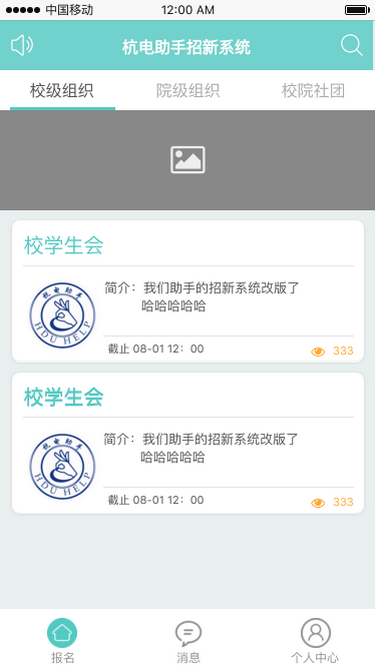 中国移动 12:00 AM
杭电助手招新系统
校级组织 院级组织 校院社团
校学生会
杭电助手
HDU HELP
简介：我们助手的招新系统改版了
哈哈哈哈哈
截止 08-01 12：00 333
校学生会
杭电助手
HDU HELP
简介：我们助手的招新系统改版了
哈哈哈哈哈
截止 08-01 12：00 333
报名 消息 个人中心